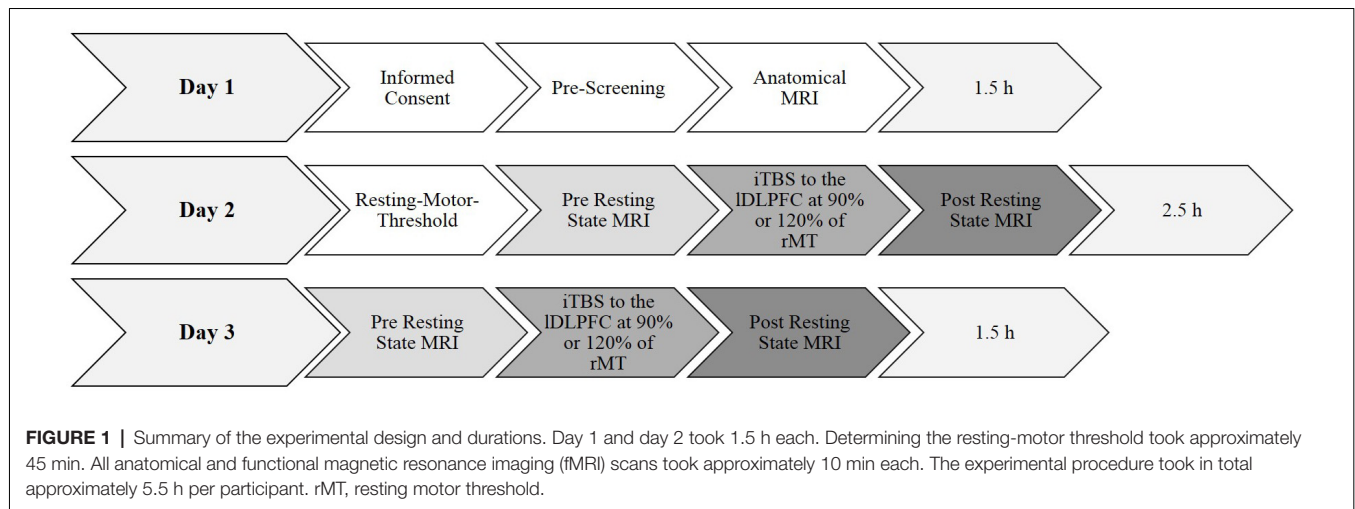 Day 1
Informed
Consent
Pre-Screening
Anatomical
MRI
1.5 h
Day 2
Resting-Motor-
Threshold
Pre Resting
State MRI
iTBS to the
lDLPFC at 90%
or 120% of
rMT
Post Resting
State MRI
2.5 h
Day 3
Pre Resting
State MRI
iTBS to the
lDLPFC at 90%
or 120% of
rMT
Post Resting
State MRI
1.5 h
FIGURE 1 | Summary of the experimental design and durations. Day 1 and day 2 took 1.5 h each. Determining the resting-motor threshold took approximately
45 min. All anatomical and functional magnetic resonance imaging (fMRI) scans took approximately 10 min each. The experimental procedure took in total
approximately 5.5 h per participant. rMT, resting motor threshold.